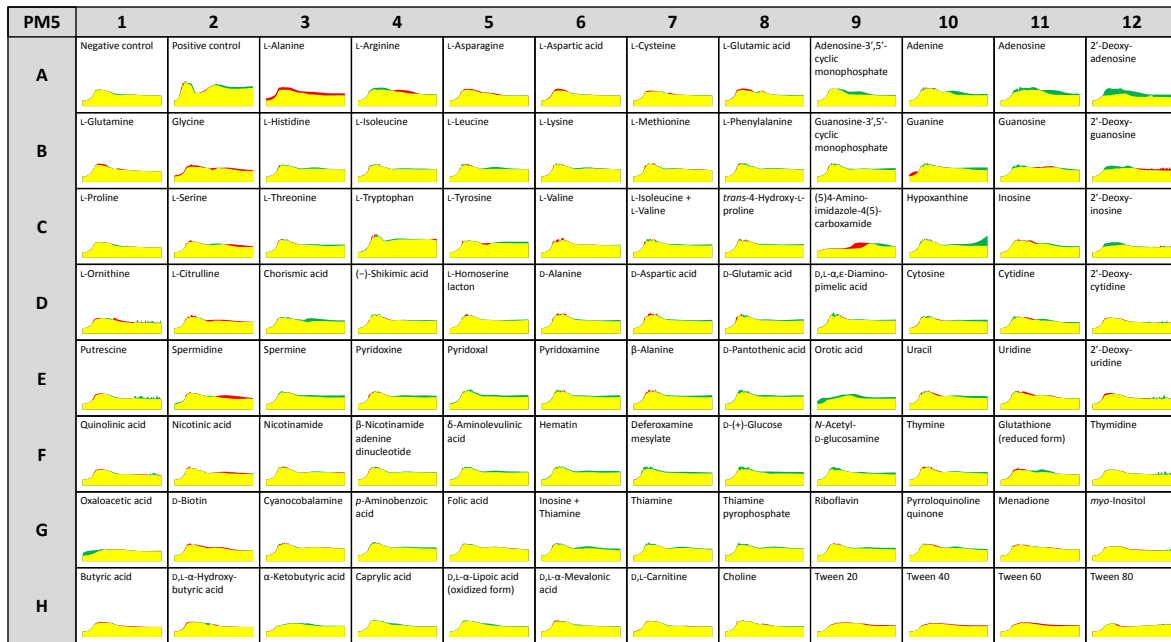 PM5 1 2 3 4 5 6 7 8 9 10 11 12
A
Negative control
Positive control
L-Alanine
L-Arginine
L-Asparagine
L-Aspartic acid
L-Cysteine
L-Glutamic acid
Adenosine-3′,5′-
cyclic
monophosphate
Adenine
Adenosine
2′-Deoxy-
adenosine
B
L-Glutamine
Glycine
L-Histidine
L-Isoleucine
L-Leucine
L-Lysine
L-Methionine
L-Phenylalanine
Guanosine-3′,5′-
cyclic
monophosphate
Guanine
Guanosine
2′-Deoxy-
guanosine
C
L-Proline
L-Serine
L-Threonine
L-Tryptophan
L-Tyrosine
L-Valine
L-Isoleucine +
L-Valine
trans-4-Hydroxy-L-
proline
(5)4-Amino-
imidazole-4(5)-
carboxamide
Hypoxanthine
Inosine
2′-Deoxy-
inosine
D
L-Ornithine
L-Citrulline
Chorismic acid
(−)-Shikimic acid
L-Homoserine
lacton
D-Alanine
D-Aspartic acid
D-Glutamic acid
D,L-α,ε-Diamino-
pimelic acid
Cytosine
Cytidine
2′-Deoxy-
cytidine
E
Putrescine
Spermidine
Spermine
Pyridoxine
Pyridoxal
Pyridoxamine
β-Alanine
D-Pantothenic acid
Orotic acid
Uracil
Uridine
2′-Deoxy-
uridine
F
Quinolinic acid
Nicotinic acid
Nicotinamide
β-Nicotinamide
adenine
dinucleotide
δ-Aminolevulinic
acid
Hematin
Deferoxamine
mesylate
D-(+)-Glucose
N-Acetyl-
D-glucosamine
Thymine
Glutathione
(reduced form)
Thymidine
G
Oxaloacetic acid
D-Biotin
Cyanocobalamine
p-Aminobenzoic
acid
Folic acid
Inosine +
Thiamine
Thiamine
Thiamine
pyrophosphate
Riboflavin
Pyrroloquinoline
quinone
Menadione
myo-Inositol
H
Butyric acid
D,L-α-Hydroxy-
butyric acid
α-Ketobutyric acid
Caprylic acid
D,L-α-Lipoic acid
(oxidized form)
D,L-α-Mevalonic
acid
D,L-Carnitine
Choline
Tween 20
Tween 40
Tween 60
Tween 80